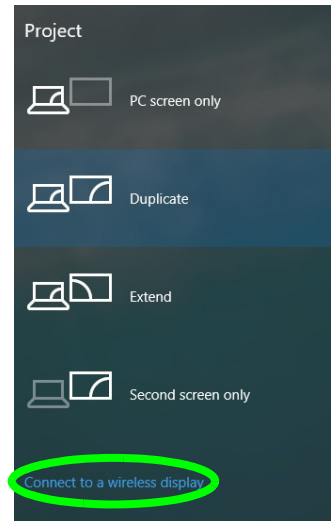 Project
PC screen only
Duplicate
Extend
Second screen only
Connect to a wireless display